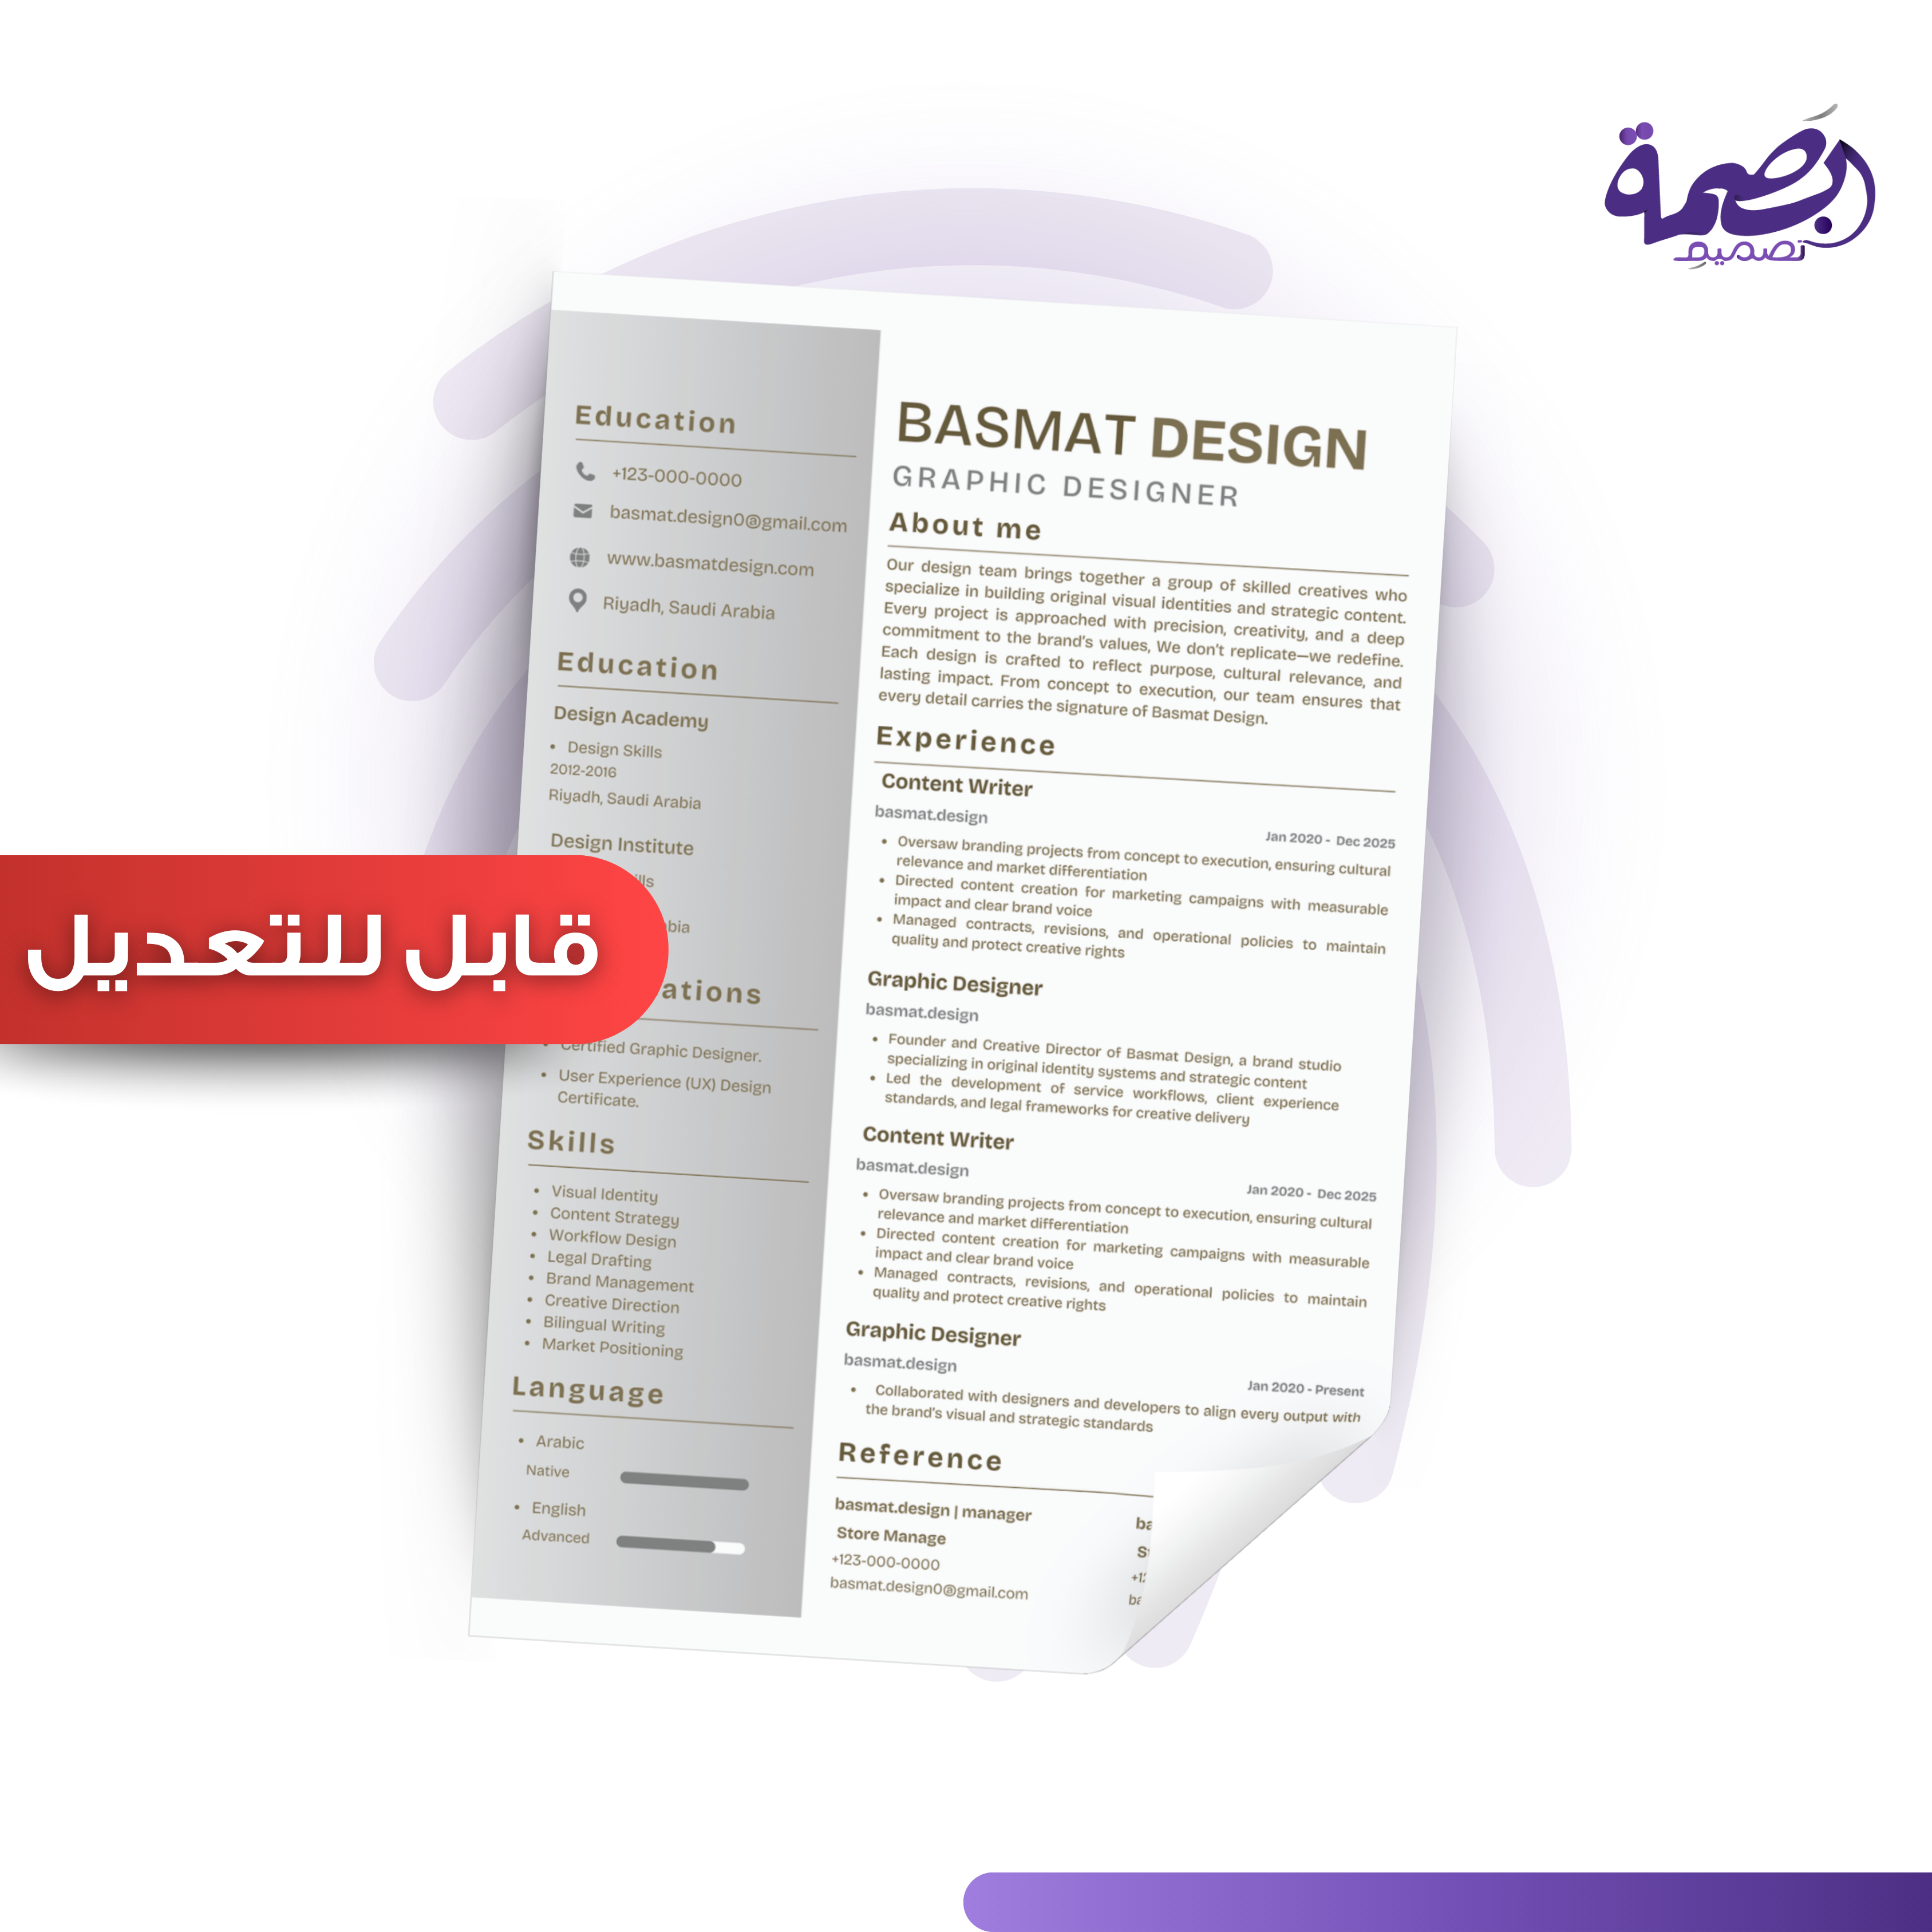 بصمة
تصميم
BASMAT DESIGN
GRAPHIC DESIGNER
Education
+123-000-0000
basmat.design0@gmail.com
www.basmatdesign.com
Riyadh, Saudi Arabia
Education
Design Academy
• Design Skills
2012-2016
Riyadh, Saudi Arabia
Design Institute
قابل للتعديل
• Certified Graphic Designer.
• User Experience (UX) Design
Certificate.
Skills
• Visual Identity
• Content Strategy
• Workflow Design
• Legal Drafting
• Brand Management
• Creative Direction
• Bilingual Writing
• Market Positioning
Language
• Arabic
Native
• English
Advanced
About me
Our design team brings together a group of skilled creatives who
specialize in building original visual identities and strategic content.
Every project is approached with precision, creativity, and a deep
commitment to the brand’s values, We don’t replicate—we redefine.
Each design is crafted to reflect purpose, cultural relevance, and
lasting impact. From concept to execution, our team ensures that
every detail carries the signature of Basmat Design.
Experience
Content Writer
basmat.design
Jan 2020 - Dec 2025
• Oversaw branding projects from concept to execution, ensuring cultural
relevance and market differentiation
• Directed content creation for marketing campaigns with measurable
impact and clear brand voice
• Managed contracts, revisions, and operational policies to maintain
quality and protect creative rights
Graphic Designer
basmat.design
• Founder and Creative Director of Basmat Design, a brand studio
specializing in original identity systems and strategic content
• Led the development of service workflows, client experience
standards, and legal frameworks for creative delivery
Content Writer
basmat.design
Jan 2020 - Dec 2025
• Oversaw branding projects from concept to execution, ensuring cultural
relevance and market differentiation
• Directed content creation for marketing campaigns with measurable
impact and clear brand voice
• Managed contracts, revisions, and operational policies to maintain
quality and protect creative rights
Graphic Designer
basmat.design
Jan 2020 - Present
• Collaborated with designers and developers to align every output with
the brand’s visual and strategic standards
Reference
basmat.design | manager
Store Manage
+123-000-0000
basmat.design0@gmail.com